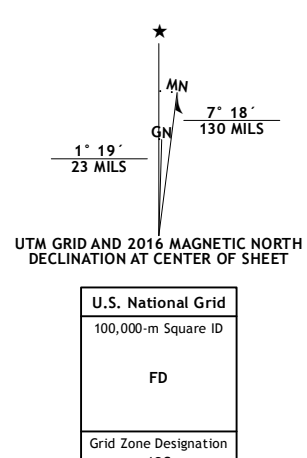 ★
MN
GN
7° 18´
130 MILS
1° 19´
23 MILS
UTM GRID AND 2016 MAGNETIC NORTH
DECLINATION AT CENTER OF SHEET
U.S. National Grid
100,000-m Square ID
FD
Grid Zone Designation